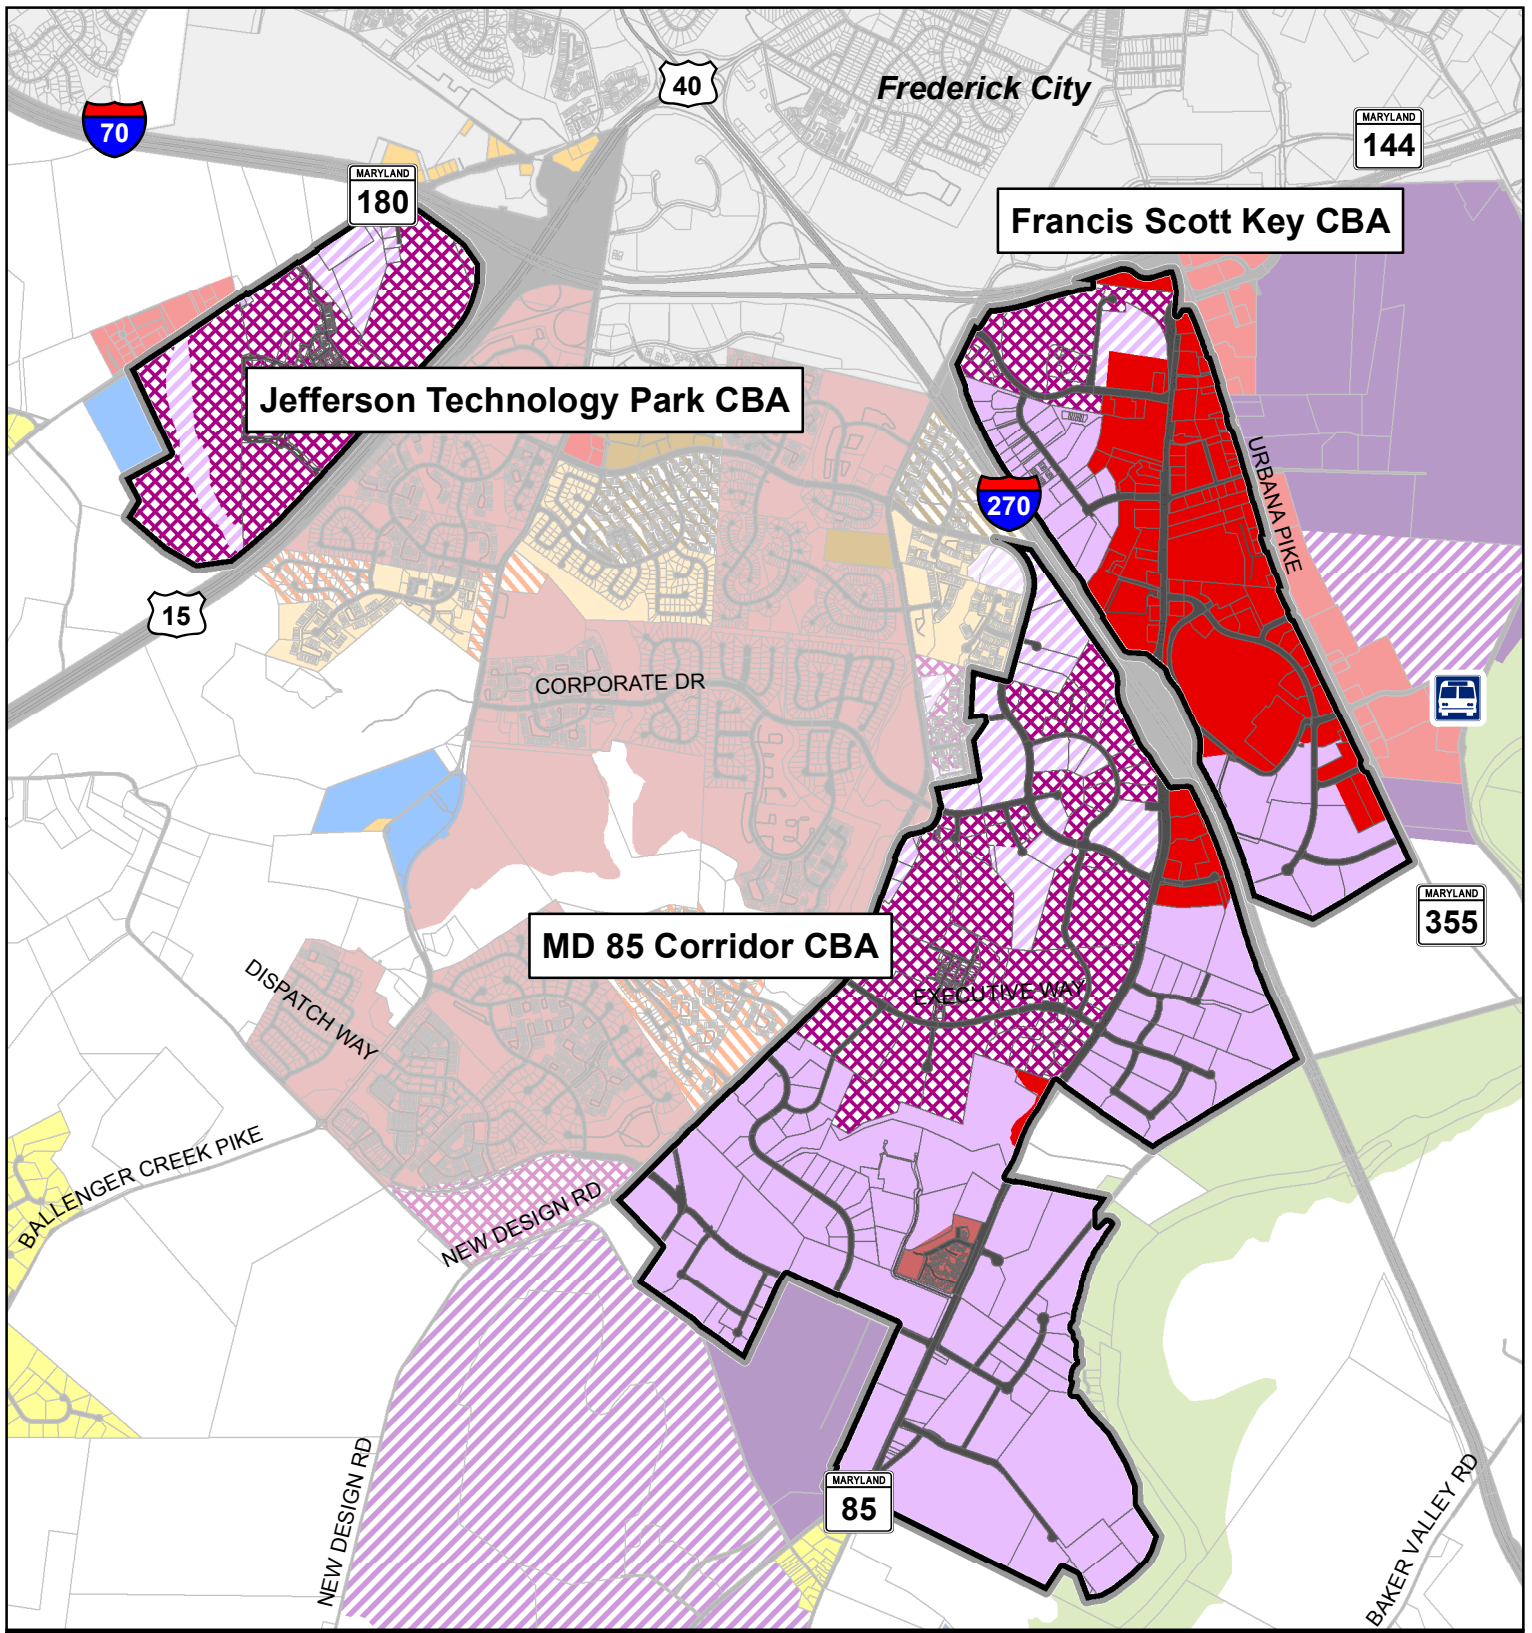 40
Frederick City
70
MARYLAND
144
MARYLAND
180
Francis Scott Key CBA
Jefferson Technology Park CBA
URBANA PIKE
270
15
CORPORATE DR
MARYLAND
355
MD 85 Corridor CBA
DISPATCH WAY
EXECUTIVE WAY
BALLENGER CREEK PIKE
NEW DESIGN RD
NEW DESIGN RD
MARYLAND
85
BAKER VALLEY RD